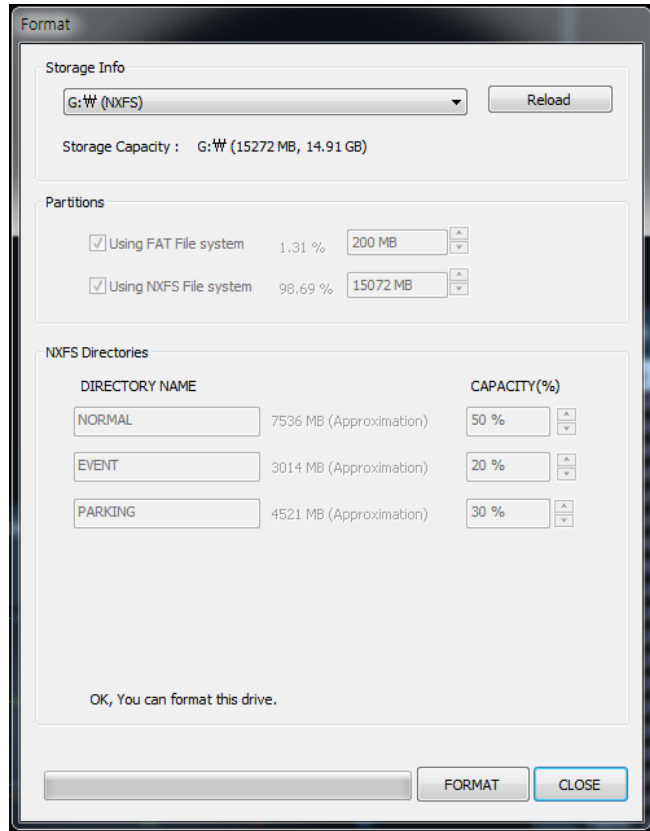 Format
Storage Info
G:₩ (NXFS)
Reload
Storage Capacity : G:₩ (15272 MB, 14.91 GB)
Partitions
Using FAT File system 1.31 % 200 MB
Using NXFS File system 98.69 % 15072 MB
NXFS Directories
DIRECTORY NAME CAPACITY(%)
NORMAL 7536 MB (Approximation) 50 %
EVENT 3014 MB (Approximation) 20 %
PARKING 4521 MB (Approximation) 30 %
OK, You can format this drive.
FORMAT CLOSE